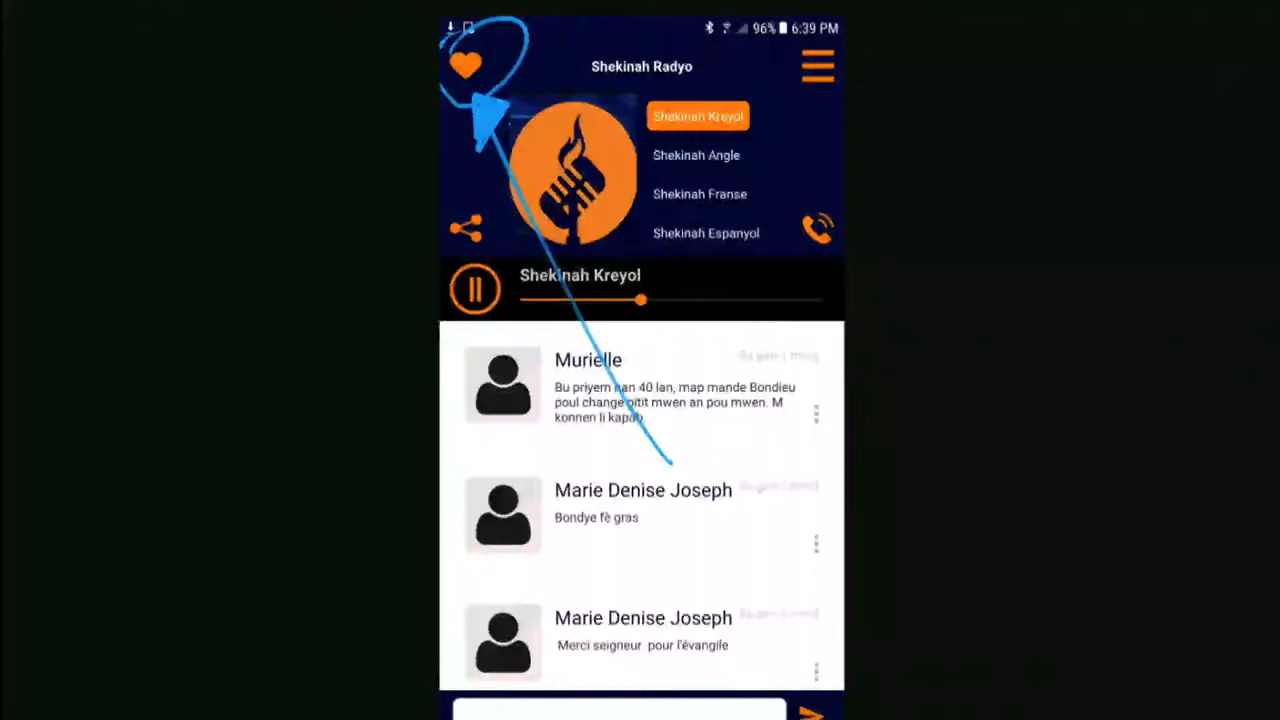 96% 6:39 PM
Shekinah Radyo
Shekinah Kreyol
Shekinah Angle
Shekinah Franse
Shekinah Espanyol
Shekinah Kreyol
Murielle
Bu priyem nan 40 lan, map mande Bondieu
poul change pitit mwen an pou mwen. M
konnen li kapab.
Marie Denise Joseph
Bondye fè gras
Marie Denise Joseph
Merci seigneur pour l'évangile